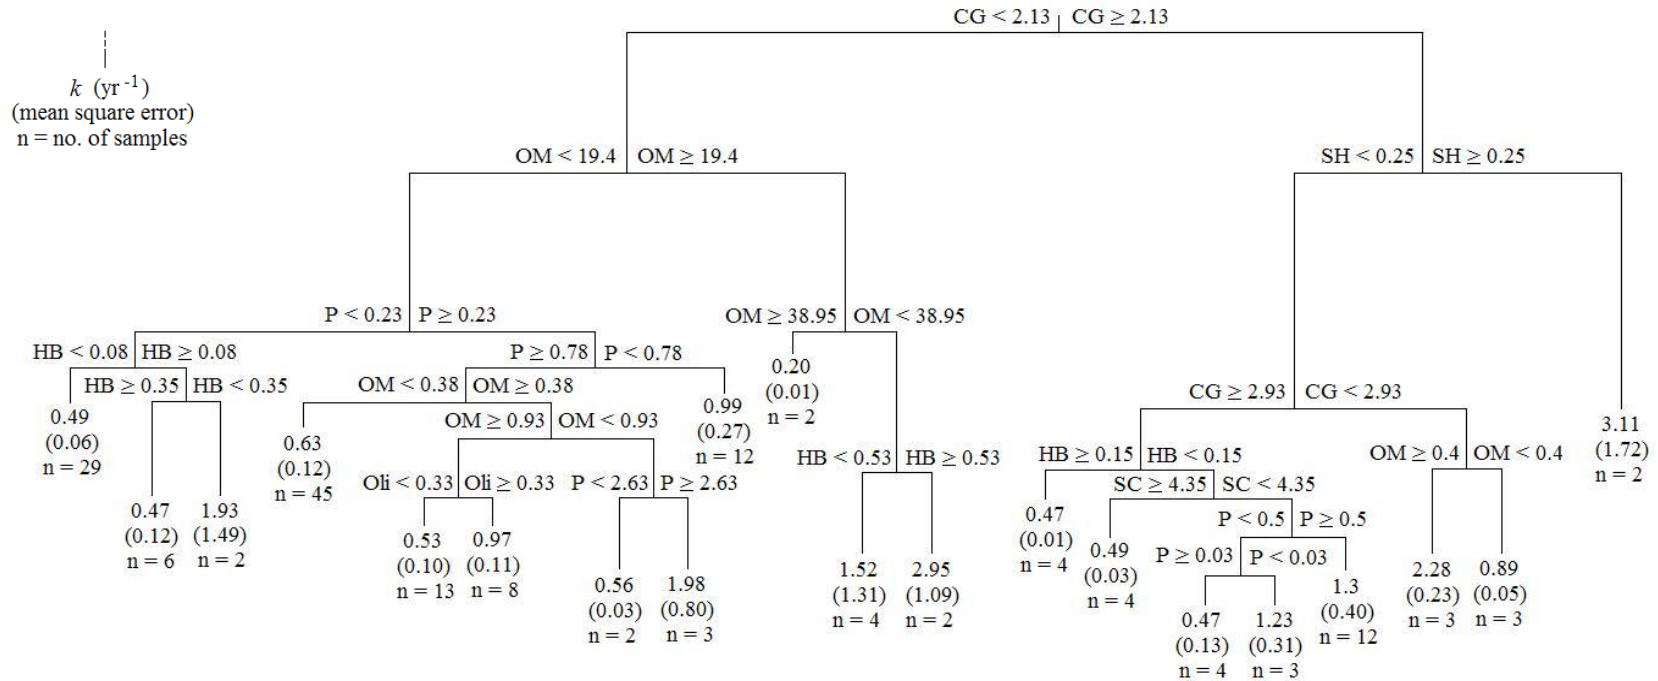 CG < 2.13 CG ≥ 2.13
k (yr -1)
(mean square error)
n = no. of samples
OM < 19.4 OM ≥ 19.4
SH < 0.25 SH ≥ 0.25
P < 0.23 P ≥ 0.23
OM ≥ 38.95 OM < 38.95
HB < 0.08 HB ≥ 0.08
P ≥ 0.78 P < 0.78
HB ≥ 0.35 HB < 0.35
OM < 0.38 OM ≥ 0.38
0.49
(0.06)
n = 29
0.47
(0.12)
n = 6
1.93
(1.49)
n = 2
0.63
(0.12)
n = 45
OM ≥ 0.93 OM < 0.93
Oli < 0.33 Oli ≥ 0.33
P < 2.63 P ≥ 2.63
0.53
(0.10)
n = 13
0.97
(0.11)
n = 8
0.56
(0.03)
n = 2
1.98
(0.80)
n = 3
0.99
(0.27)
n = 12
0.20
(0.01)
n = 2
HB < 0.53 HB ≥ 0.53
1.52
(1.31)
n = 4
2.95
(1.09)
n = 2
CG ≥ 2.93 CG < 2.93
HB ≥ 0.15 HB < 0.15
SC ≥ 4.35 SC < 4.35
P < 0.5 P ≥ 0.5
P ≥ 0.03 P < 0.03
0.47
(0.01)
n = 4
0.49
(0.03)
n = 4
0.47
(0.13)
n = 4
1.23
(0.31)
n = 3
1.3
(0.40)
n = 12
OM ≥ 0.4 OM < 0.4
2.28
(0.23)
n = 3
0.89
(0.05)
n = 3
3.11
(1.72)
n = 2